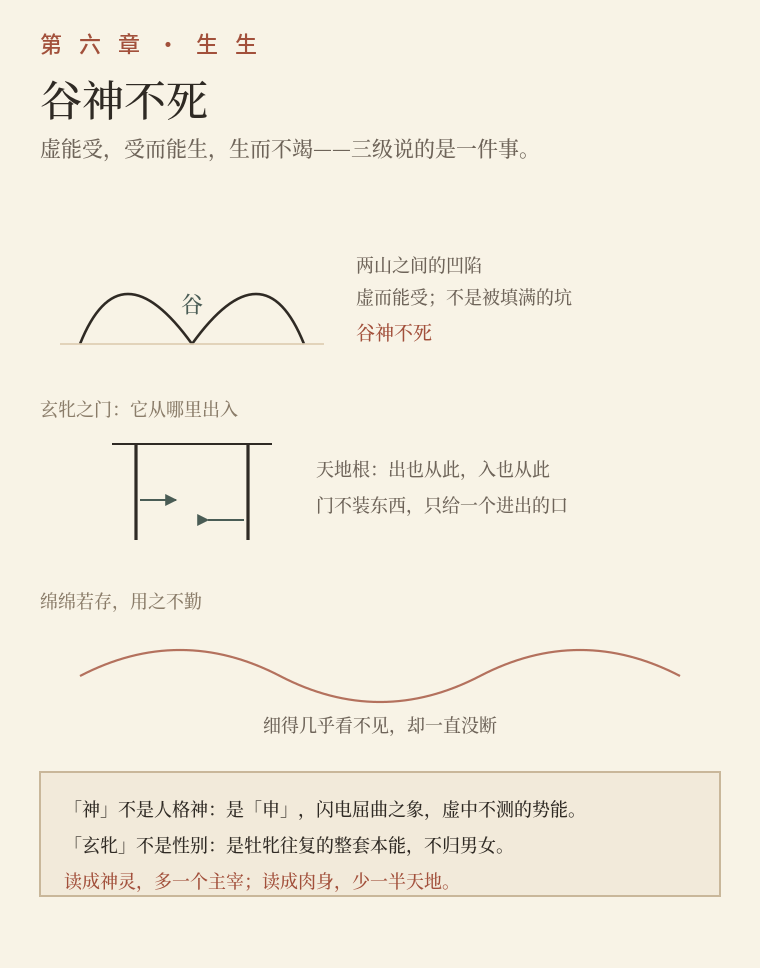 第六章·生生
谷神不死
虚能受，受而能生，生而不竭——三级说的是一件事。
谷
两山之间的凹陷
虚而能受；不是被填满的坑
谷神不死
玄牝之门：它从哪里出入
天地根：出也从此，入也从此
门不装东西，只给一个进出的口
绵绵若存，用之不勤
细得几乎看不见，却一直没断
「神」不是人格神：是「申」，闪电屈曲之象，虚中不测的势能。
「玄牝」不是性别：是牡牝往复的整套本能，不归男女。
读成神灵，多一个主宰；读成肉身，少一半天地。